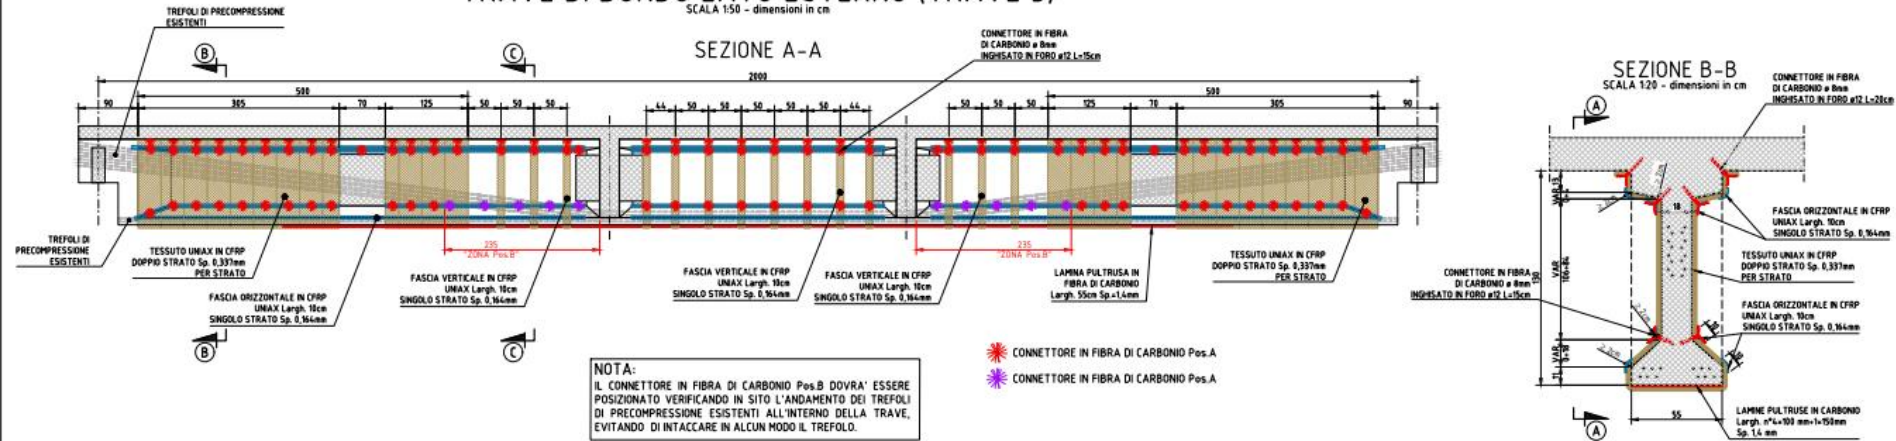 SCALA 1:50 - dimensioni in cm
TREFOLI DI PRECOMPRESSIONE
ESISTENTI
B
C
SEZIONE A-A
CONNETTORE IN FIBRA
DI CARBONIO ø 8mm
INGHISATO IN FORO ø12 L=15cm
2000
500
500
90
305
70
125
50
50
50
44
50
50
50
50
50
44
50
50
50
125
70
305
90
TREFOLI DI
PRECOMPRESSIONE
ESISTENTI
TESSUTO UNIAX IN CFRP
DOPPIO STRATO Sp. 0,337mm
PER STRATO
FASCIA ORIZZONTALE IN CFRP
UNIAX Largh. 10cm
SINGOLO STRATO Sp. 0,164mm
235
"ZONA Pos.B"
FASCIA VERTICALE IN CFRP
UNIAX Largh. 10cm
SINGOLO STRATO Sp. 0,164mm
FASCIA VERTICALE IN CFRP
UNIAX Largh. 10cm
SINGOLO STRATO Sp. 0,164mm
FASCIA VERTICALE IN CFRP
UNIAX Largh. 10cm
SINGOLO STRATO Sp. 0,164mm
235
"ZONA Pos.B"
LAMINA PULTRUSA IN
FIBRA DI CARBONIO
Largh. 55cm Sp.=1,4mm
TESSUTO UNIAX IN CFRP
DOPPIO STRATO Sp. 0,337mm
PER STRATO
B
C
NOTA:
IL CONNETTORE IN FIBRA DI CARBONIO Pos.B DOVRA' ESSERE
POSIZIONATO VERIFICANDO IN SITO L'ANDAMENTO DEI TREFOLI
DI PRECOMPRESSIONE ESISTENTI ALL'INTERNO DELLA TRAVE,
EVITANDO DI INTACCARE IN ALCUN MODO IL TREFOLO.
CONNETTORE IN FIBRA DI CARBONIO Pos.A
CONNETTORE IN FIBRA DI CARBONIO Pos.A
SEZIONE B-B
SCALA 1:20 - dimensioni in cm
A
CONNETTORE IN FIBRA
DI CARBONIO ø 8mm
INGHISATO IN FORO ø12 L=20cm
18
FASCIA ORIZZONTALE IN CFRP
UNIAX Largh. 10cm
SINGOLO STRATO Sp. 0,164mm
TESSUTO UNIAX IN CFRP
DOPPIO STRATO Sp. 0,337mm
PER STRATO
CONNETTORE IN FIBRA
DI CARBONIO ø 8mm
INGHISATO IN FORO ø12 L=15cm
130
VAR
106÷84
FASCIA ORIZZONTALE IN CFRP
UNIAX Largh. 10cm
SINGOLO STRATO Sp. 0,164mm
VAR
55
A
LAMINE PULTRUSE IN CARBONIO
Largh. n°4×100 mm+1×150mm
Sp. 1,4 mm